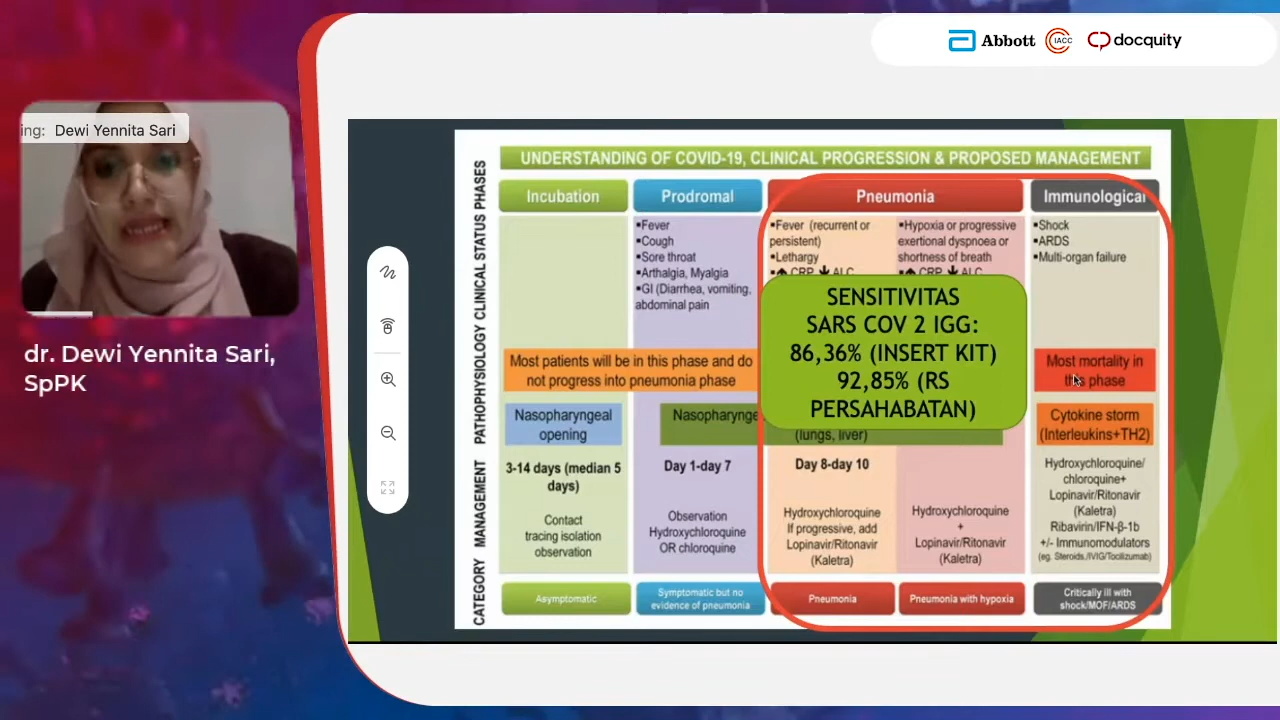 Abbott
IACC
docquity
ing: Dewi Yennita Sari
dr. Dewi Yennita Sari,
SpPK
UNDERSTANDING OF COVID-19, CLINICAL PROGRESSION & PROPOSED MANAGEMENT
CATEGORY MANAGEMENT PATHOPHYSIOLOGY CLINICAL STATUS PHASES
Incubation
Prodromal
Pneumonia
Immunological
▪Fever
▪Cough
▪Sore throat
▪Arthalgia, Myalgia
▪GI (Diarrhea, vomiting,
abdominal pain
▪Fever (recurrent or
persistent)
▪Lethargy
▪↑ CRP ↓ ALC
▪Hypoxia or progressive
exertional dyspnoea or
shortness of breath
▪↑ CRP ↓ ALC
▪Shock
▪ARDS
▪Multi-organ failure
SENSITIVITAS
SARS COV 2 IGG:
86,36% (INSERT KIT)
92,85% (RS
PERSAHABATAN)
Most patients will be in this phase and do
not progress into pneumonia phase
Most mortality in
this phase
Nasopharyngeal
opening
Nasopharynge
(lungs, liver)
Cytokine storm
(Interleukins+TH2)
3-14 days (median 5
days)
Day 1-day 7
Day 8-day 10
Contact
tracing isolation
observation
Observation
Hydroxychloroquine
OR chloroquine
Hydroxychloroquine
If progressive, add
Lopinavir/Ritonavir
(Kaletra)
Hydroxychloroquine
+
Lopinavir/Ritonavir
(Kaletra)
Hydroxychloroquine/
chloroquine+
Lopinavir/Ritonavir
(Kaletra)
Ribavirin/IFN-β-1b
+/- Immunomodulators
(eg. Steroids,/IVIG/Tocilizumab)
Asymptomatic
Symptomatic but no
evidence of pneumonia
Pneumonia
Pneumonia with hypoxia
Critically ill with
shock/MOF/ARDS